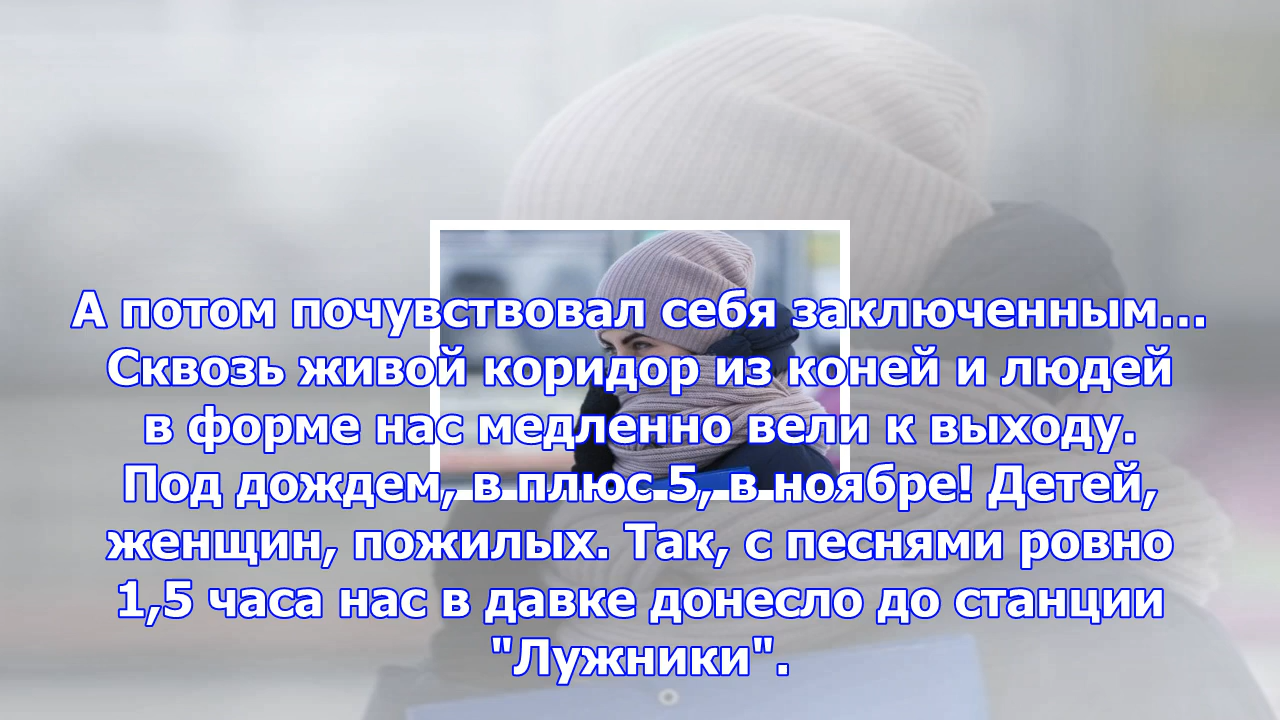 А потом почувствовал себя заключенным...
Сквозь живой коридор из коней и людей
в форме нас медленно вели к выходу.
Под дождем, в плюс 5, в ноябре! Детей,
женщин, пожилых. Так, с песнями ровно
1,5 часа нас в давке донесло до станции
"Лужники".